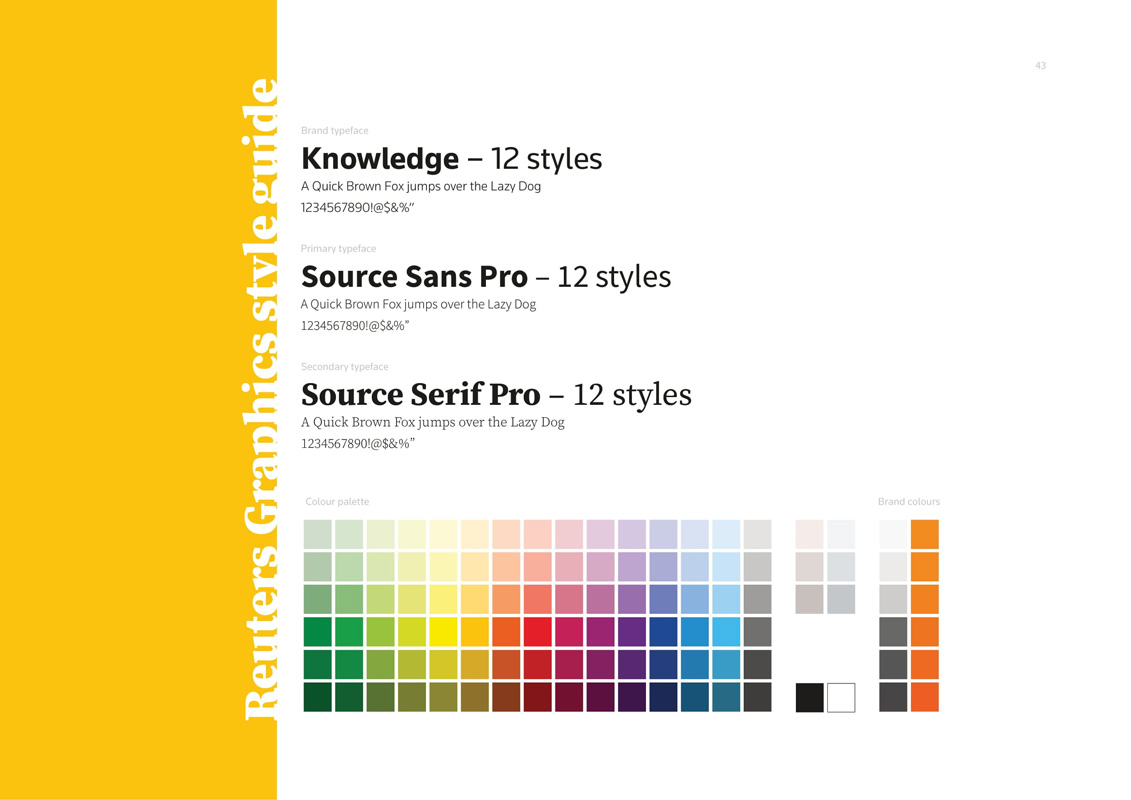 43
Reuters Graphics style guide
Brand typeface
Knowledge – 12 styles
A Quick Brown Fox jumps over the Lazy Dog
1234567890!@$&%”
Primary typeface
Source Sans Pro – 12 styles
A Quick Brown Fox jumps over the Lazy Dog
1234567890!@$&%”
Secondary typeface
Source Serif Pro – 12 styles
A Quick Brown Fox jumps over the Lazy Dog
1234567890!@$&%”
Colour palette
Brand colours